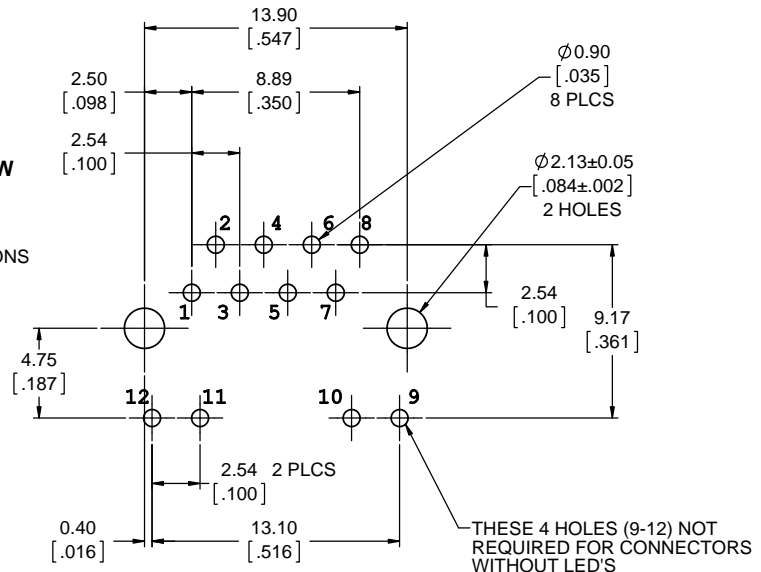 13.90
[.547]
2.50
[.098]
8.89
[.350]
Ø0.90
[.035]
8 PLCS
2.54
[.100]
W
Ø2.13±0.05
[.084±.002]
2 HOLES
2 4 6 8
ONS
1 3 5 7
2.54
[.100]
9.17
[.361]
4.75
[.187]
12 11 10 9
2.54 2 PLCS
[.100]
0.40
[.016]
13.10
[.516]
THESE 4 HOLES (9-12) NOT
REQUIRED FOR CONNECTORS
WITHOUT LED'S